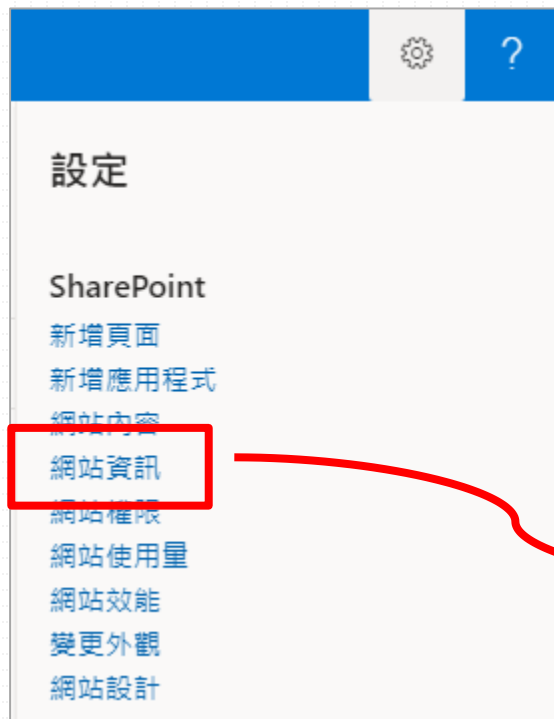 ?
設定
SharePoint
新增頁面
新增應用程式
網站內容
網站資訊
網站權限
網站使用量
網站效能
變更外觀
網站設計